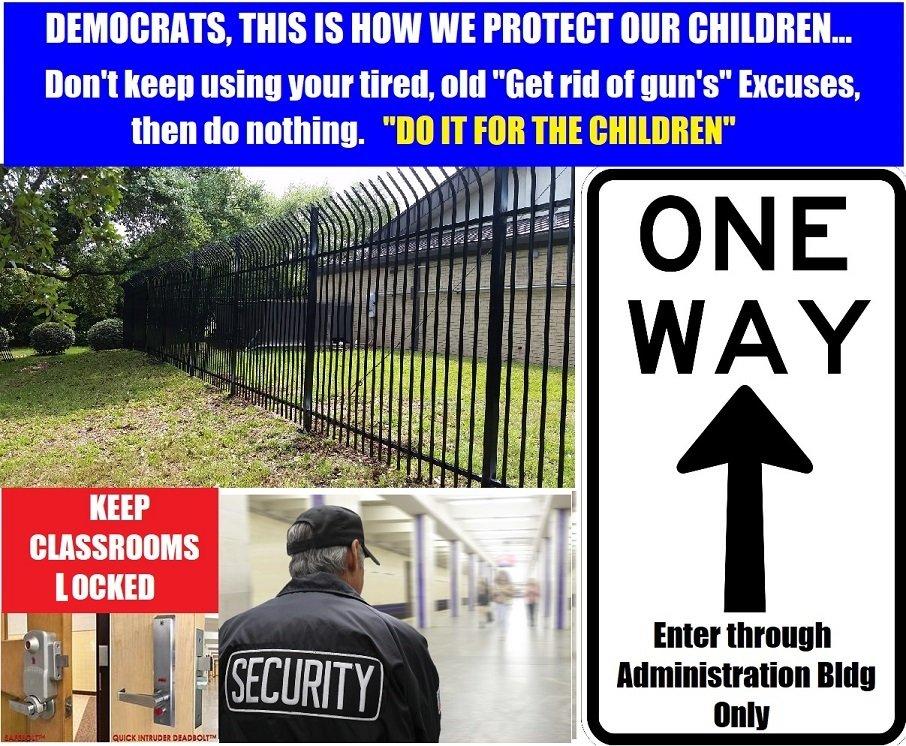 DEMOCRATS, THIS IS HOW WE PROTECT OUR CHILDREN...
Don't keep using your tired, old "Get rid of gun's" Excuses,
then do nothing. "DO IT FOR THE CHILDREN"
ONE
WAY
Enter through
Administration Bldg
Only
KEEP
CLASSROOMS
LOCKED
SAFEBOLT™
QUICK INTRUDER DEADBOLT™
SECURITY